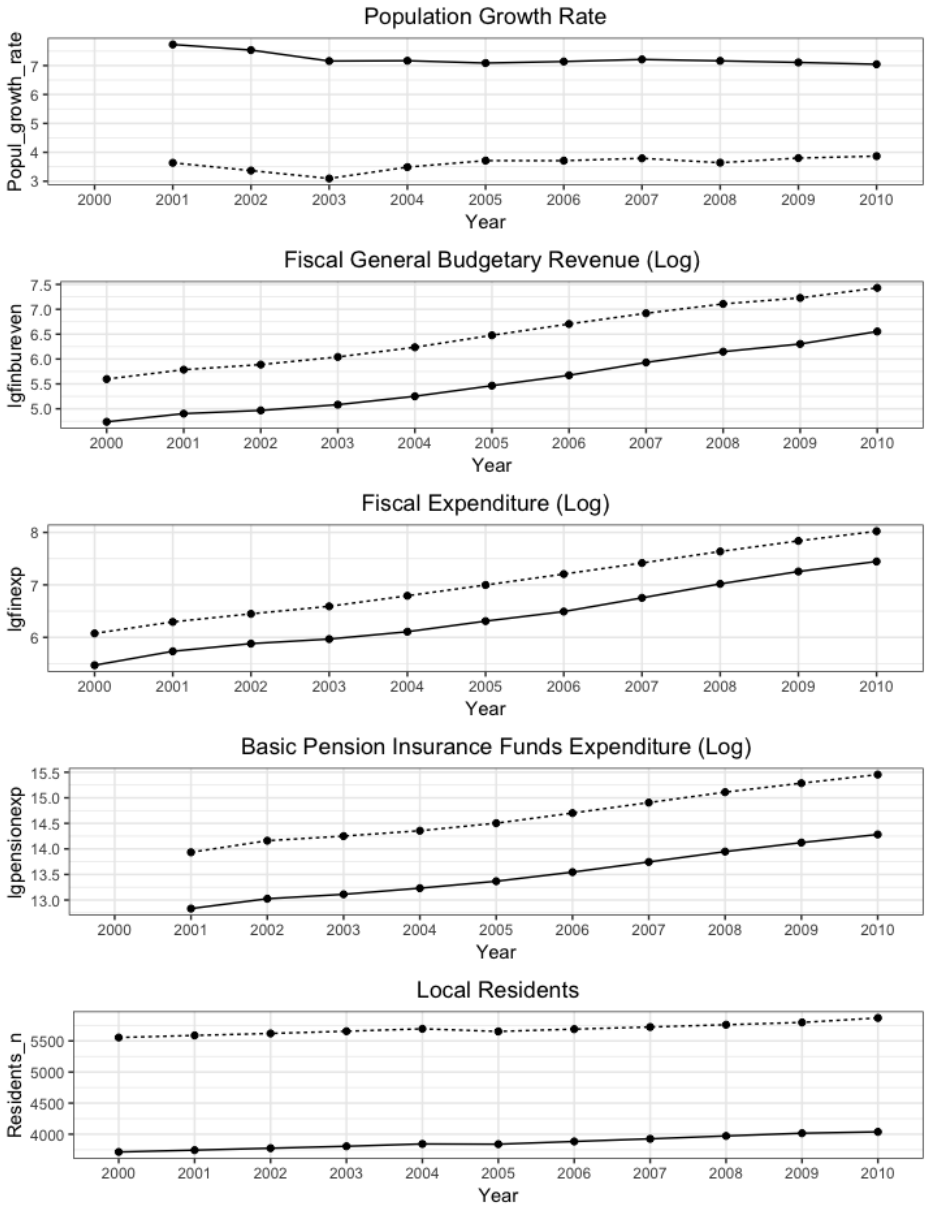 Population Growth Rate
Popul_growth_rate
7
6
5
4
3
2000 2001 2002 2003 2004 2005 2006 2007 2008 2009 2010
Year
Fiscal General Budgetary Revenue (Log)
lgfinbureven
7.5
7.0
6.5
6.0
5.5
5.0
2000 2001 2002 2003 2004 2005 2006 2007 2008 2009 2010
Year
Fiscal Expenditure (Log)
lgfinexp
8
7
6
2000 2001 2002 2003 2004 2005 2006 2007 2008 2009 2010
Year
Basic Pension Insurance Funds Expenditure (Log)
lgpensionexp
15.5
15.0
14.5
14.0
13.5
13.0
2000 2001 2002 2003 2004 2005 2006 2007 2008 2009 2010
Year
Local Residents
Residents_n
5500
5000
4500
4000
2000 2001 2002 2003 2004 2005 2006 2007 2008 2009 2010
Year